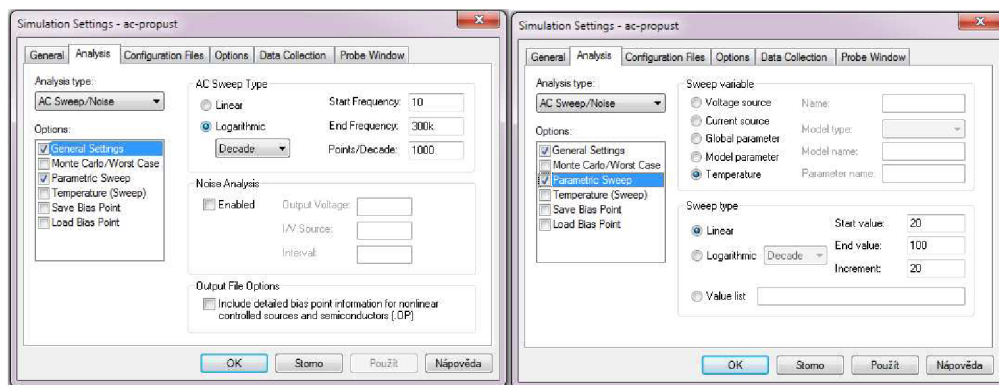 Simulation Settings - ac-propust
General Analysis Configuration Files Options Data Collection Probe Window
Analysis type:
AC Sweep/Noise
Options:
General Settings
Monte Carlo/Worst Case
Parametric Sweep
Temperature (Sweep)
Save Bias Point
Load Bias Point
AC Sweep Type
Linear
Logarithmic
Decade
Start Frequency: 10
End Frequency: 300k
Points/Decade: 1000
Noise Analysis
Enabled
Output Voltage:
I/V Source:
Interval:
Output File Options
Include detailed bias point information for nonlinear
controlled sources and semiconductors (.OP)
OK Storno Použít Nápověda
Simulation Settings - ac-propust
General Analysis Configuration Files Options Data Collection Probe Window
Analysis type:
AC Sweep/Noise
Options:
General Settings
Monte Carlo/Worst Case
Parametric Sweep
Temperature (Sweep)
Save Bias Point
Load Bias Point
Sweep variable
Voltage source
Current source
Global parameter
Model parameter
Temperature
Name:
Model type:
Model name:
Parameter name:
Sweep type
Linear
Logarithmic Decade
Start value: 20
End value: 100
Increment: 20
Value list
OK Storno Použít Nápověda